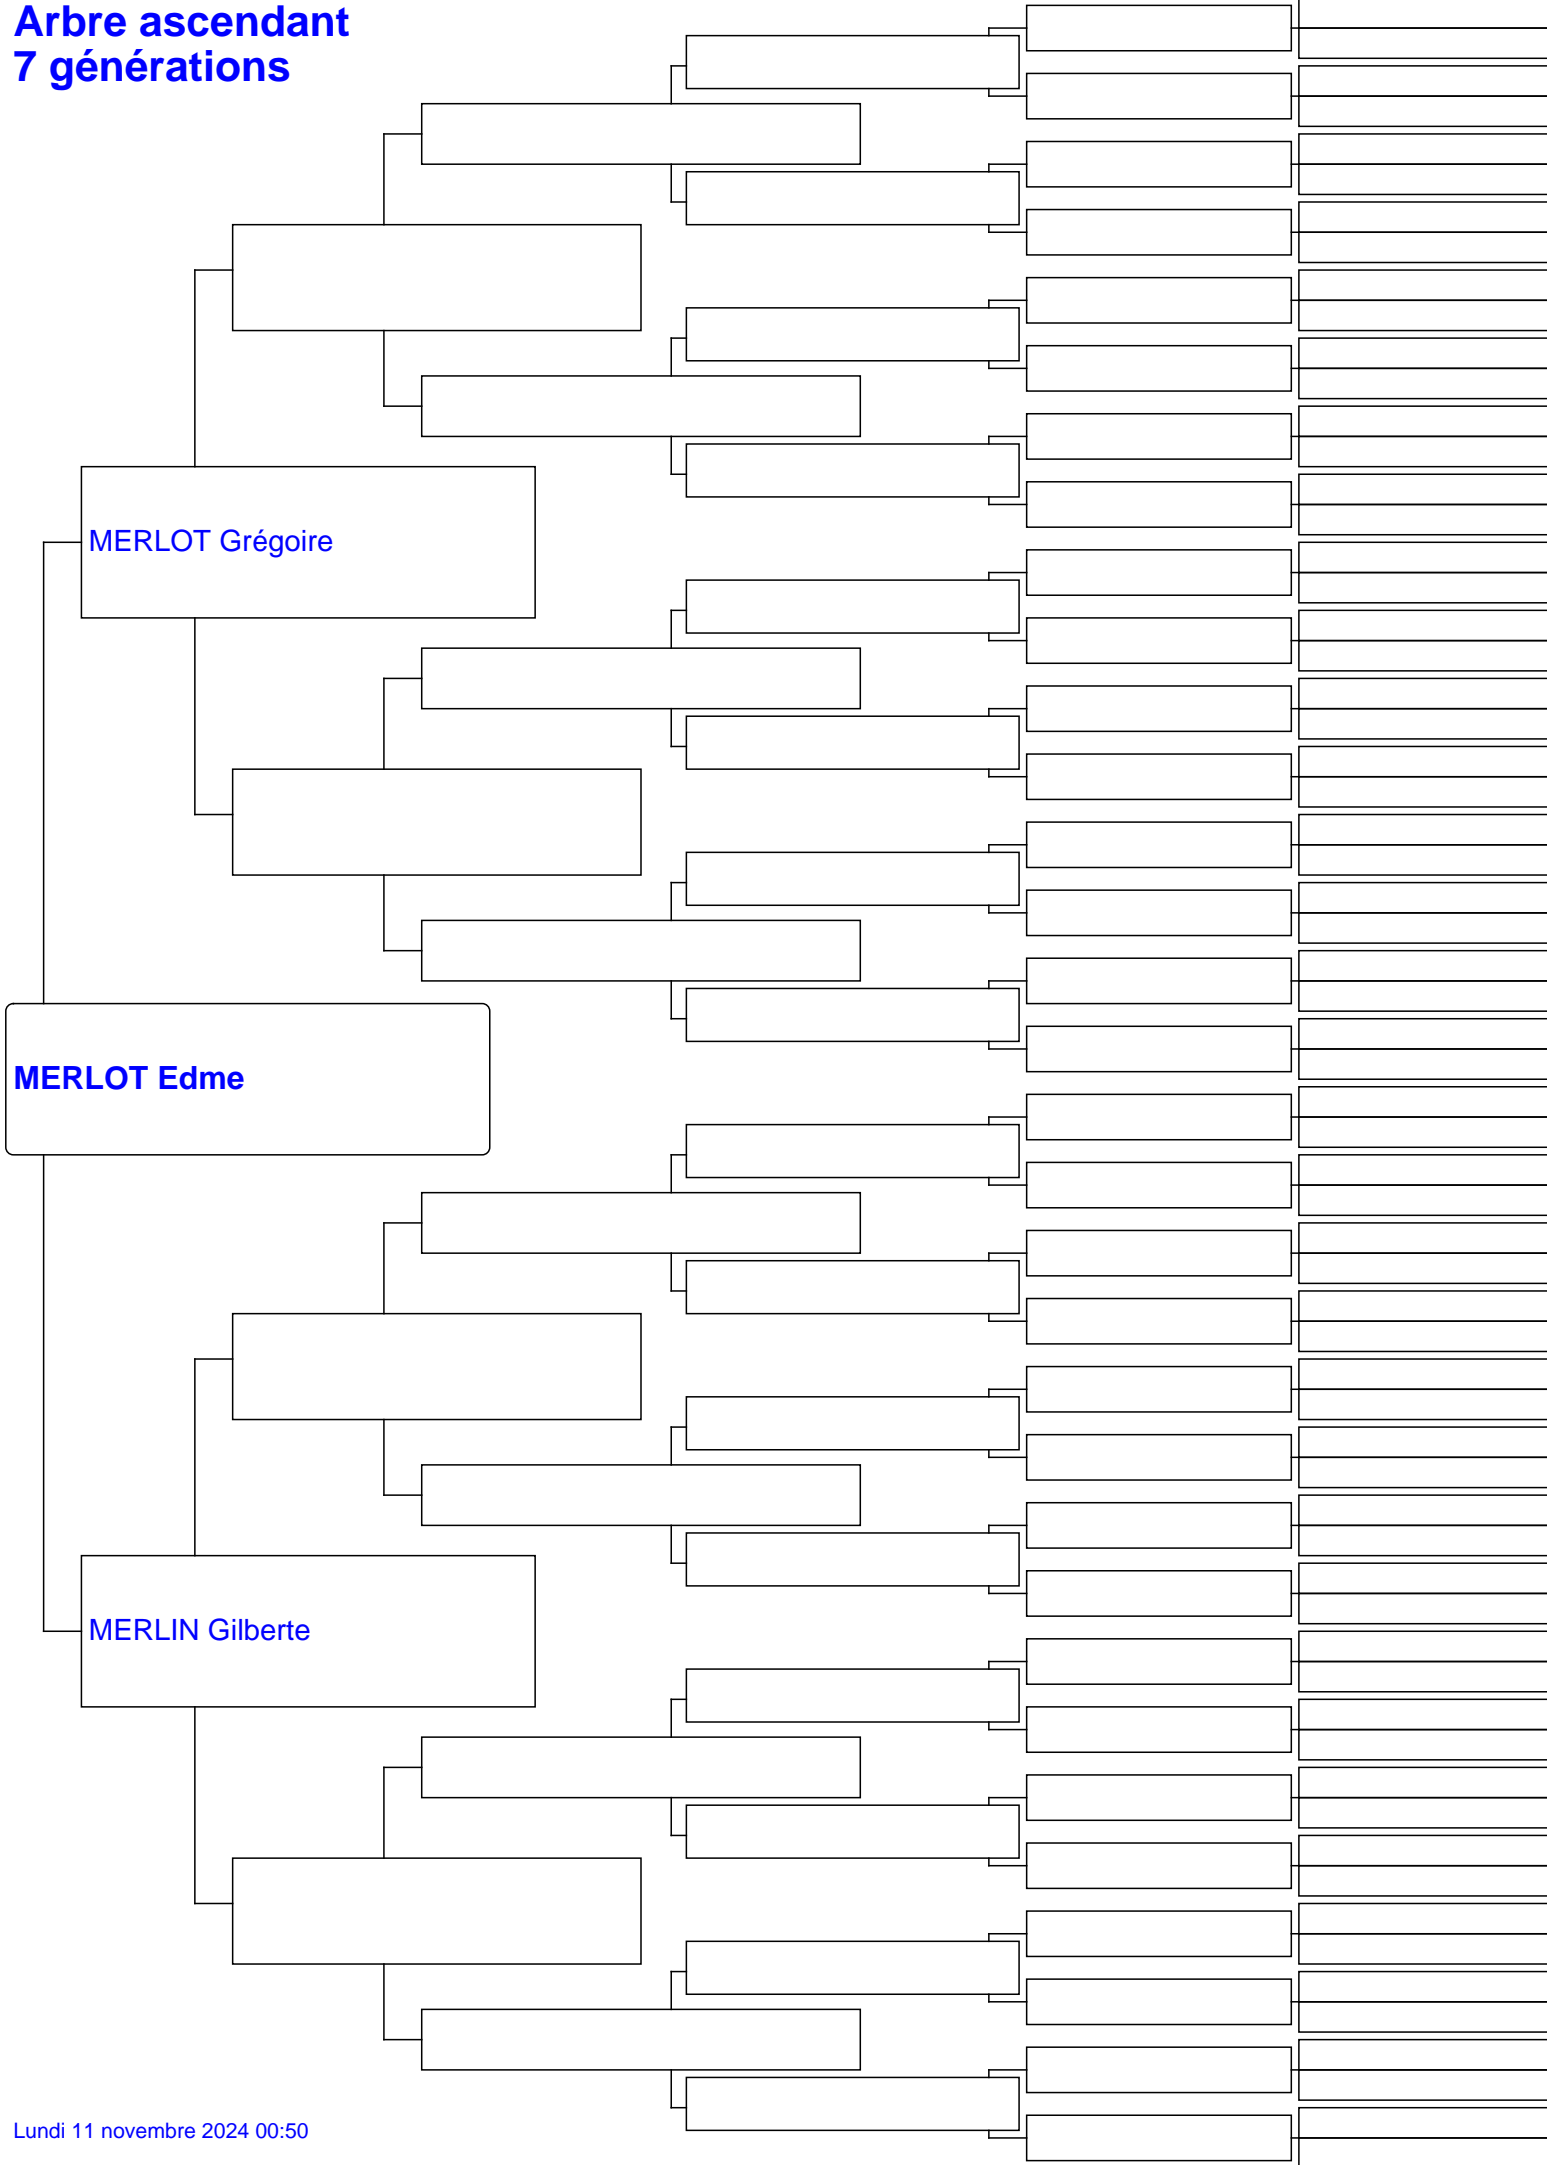 Arbre ascendant
7 générations
MERLOT Grégoire
MERLOT Edme
MERLIN Gilberte
Lundi 11 novembre 2024 00:50